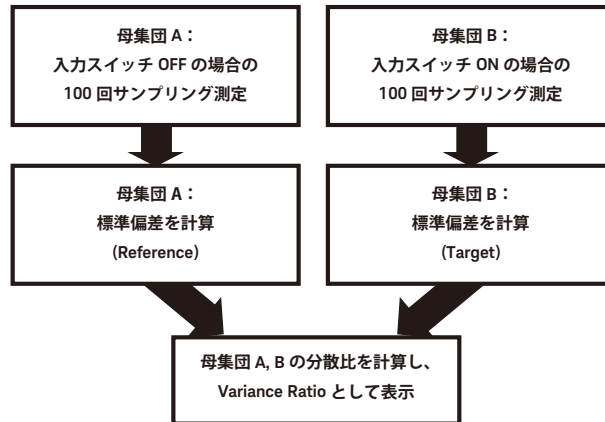 母集団 A：
入力スイッチ OFF の場合の
100 回サンプリング測定
母集団 B：
入力スイッチ ON の場合の
100 回サンプリング測定
母集団 A：
標準偏差を計算
(Reference)
母集団 B：
標準偏差を計算
(Target)
母集団 A, B の分散比を計算し、
Variance Ratio として表示